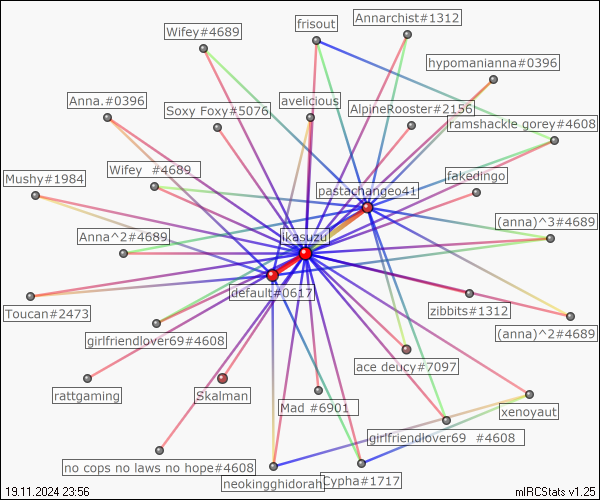 Annarchist#1312
frisout
Wifey#4689
hypomanianna#0396
Anna.#0396
avelicious
Soxy Foxy#5076
AlpineRooster#2156
ramshackle gorey#4608
Wifey  #4689
Mushy#1984
fakedingo
pastachangeo41
(anna)^3#4689
Anna^2#4689
ikasuzu
default#0617
Toucan#2473
zibbits#1312
(anna)^2#4689
girlfriendlover69#4608
ace deucy#7097
rattgaming
Skalman
Mad #6901
xenoyaut
girlfriendlover69  #4608
no cops no laws no hope#4608
neokingghidorah
Cypha#1717
19.11.2024 23:56
mIRCStats v1.25